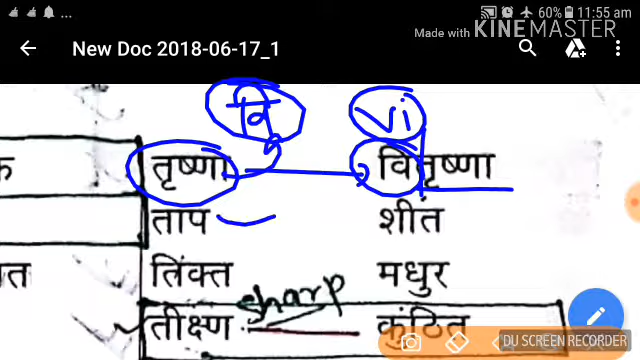 60% 11:55 am
Made with KINEMASTER
New Doc 2018-06-17_1
वि Vi
क तृष्णा वितृष्णा
ताप शीत
त तिक्त मधुर
sharp
तीक्ष्ण कुंठित
DU SCREEN RECORDER